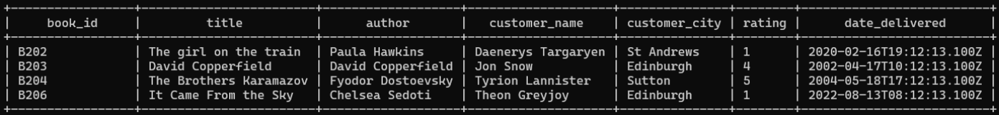 | book_id | title | author | customer_name | customer_city | rating | date_delivered |
| B202 | The girl on the train | Paula Hawkins | Daenerys Targaryen | St Andrews | 1 | 2020-02-16T19:12:13.100Z |
| B203 | David Copperfield | David Copperfield | Jon Snow | Edinburgh | 4 | 2002-04-17T10:12:13.100Z |
| B204 | The Brothers Karamazov | Fyodor Dostoevsky | Tyrion Lannister | Sutton | 5 | 2004-05-18T17:12:13.100Z |
| B206 | It Came From the Sky | Chelsea Sedoti | Theon Greyjoy | Edinburgh | 1 | 2022-08-13T08:12:13.100Z |